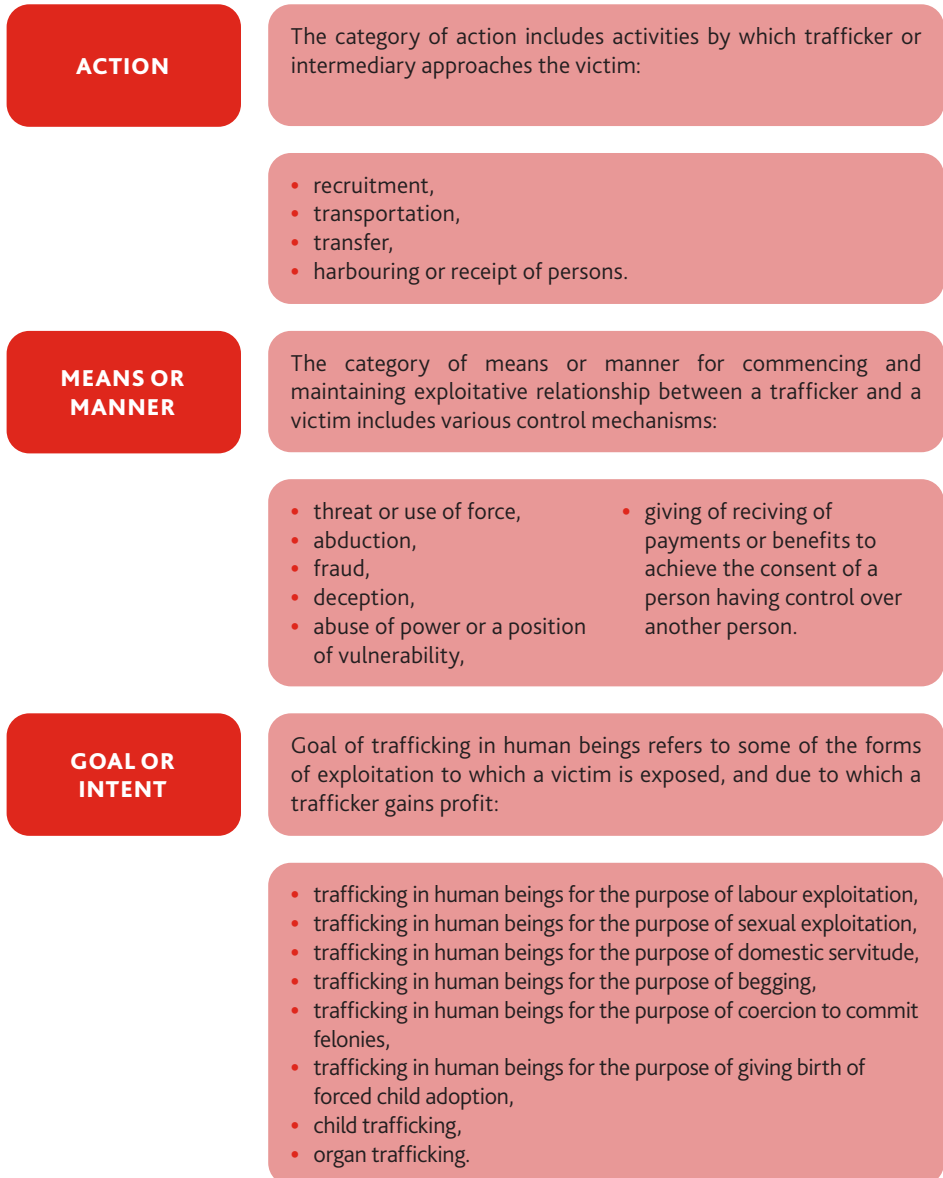 ACTION
The category of action includes activities by which trafficker or
intermediary approaches the victim:
• recruitment,
• transportation,
• transfer,
• harbouring or receipt of persons.
MEANS OR
MANNER
The category of means or manner for commencing and
maintaining exploitative relationship between a trafficker and a
victim includes various control mechanisms:
• threat or use of force,
• abduction,
• fraud,
• deception,
• abuse of power or a position
of vulnerability,
• giving of reciving of
payments or benefits to
achieve the consent of a
person having control over
another person.
GOAL OR
INTENT
Goal of trafficking in human beings refers to some of the forms
of exploitation to which a victim is exposed, and due to which a
trafficker gains profit:
• trafficking in human beings for the purpose of labour exploitation,
• trafficking in human beings for the purpose of sexual exploitation,
• trafficking in human beings for the purpose of domestic servitude,
• trafficking in human beings for the purpose of begging,
• trafficking in human beings for the purpose of coercion to commit
felonies,
• trafficking in human beings for the purpose of giving birth of
forced child adoption,
• child trafficking,
• organ trafficking.